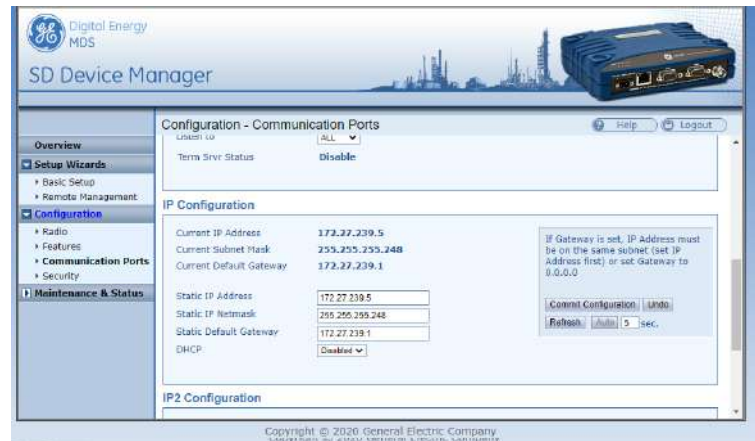 Digital Energy
MDS
SD Device Manager
Configuration - Communication Ports
Help
Logout
Overview
Setup Wizards
Basic Setup
Remote Management
Configuration
Radio
Features
Communication Ports
Security
Maintenance & Status
Listen to
ALL
Term Srvr Status
Disable
IP Configuration
Current IP Address 172.27.239.5
Current Subnet Mask 255.255.255.248
Current Default Gateway 172.27.239.1
Static IP Address 172.27.239.5
Static IP Netmask 255.255.255.248
Static Default Gateway 172.27.239.1
DHCP Disabled
If Gateway is set, IP Address must
be on the same subnet (set IP
Address first) or set Gateway to
0.0.0.0
Commit Configuration Undo
Refresh Auto 5 sec.
IP2 Configuration
Copyright © 2020 General Electric Company